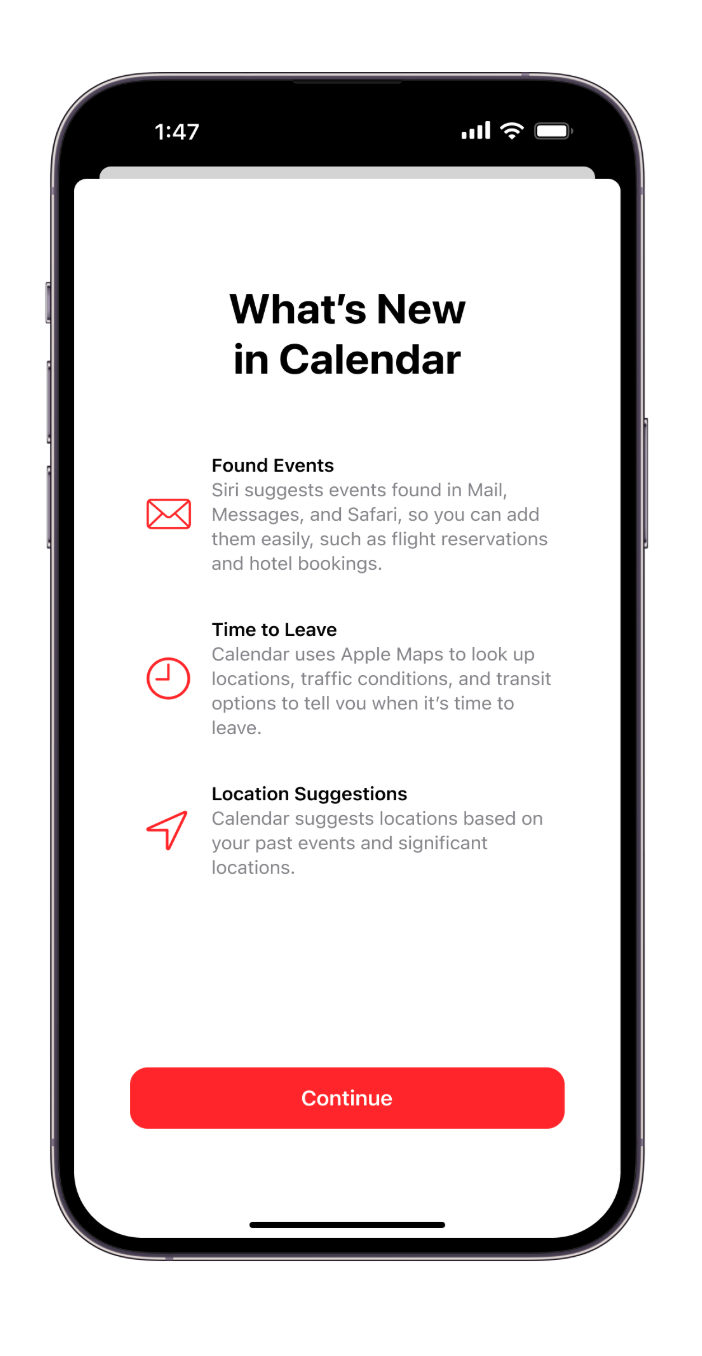 1:47
What’s New
in Calendar
Found Events
Siri suggests events found in Mail,
Messages, and Safari, so you can add
them easily, such as flight reservations
and hotel bookings.
Time to Leave
Calendar uses Apple Maps to look up
locations, traffic conditions, and transit
options to tell you when it’s time to
leave.
Location Suggestions
Calendar suggests locations based on
your past events and significant
locations.
Continue